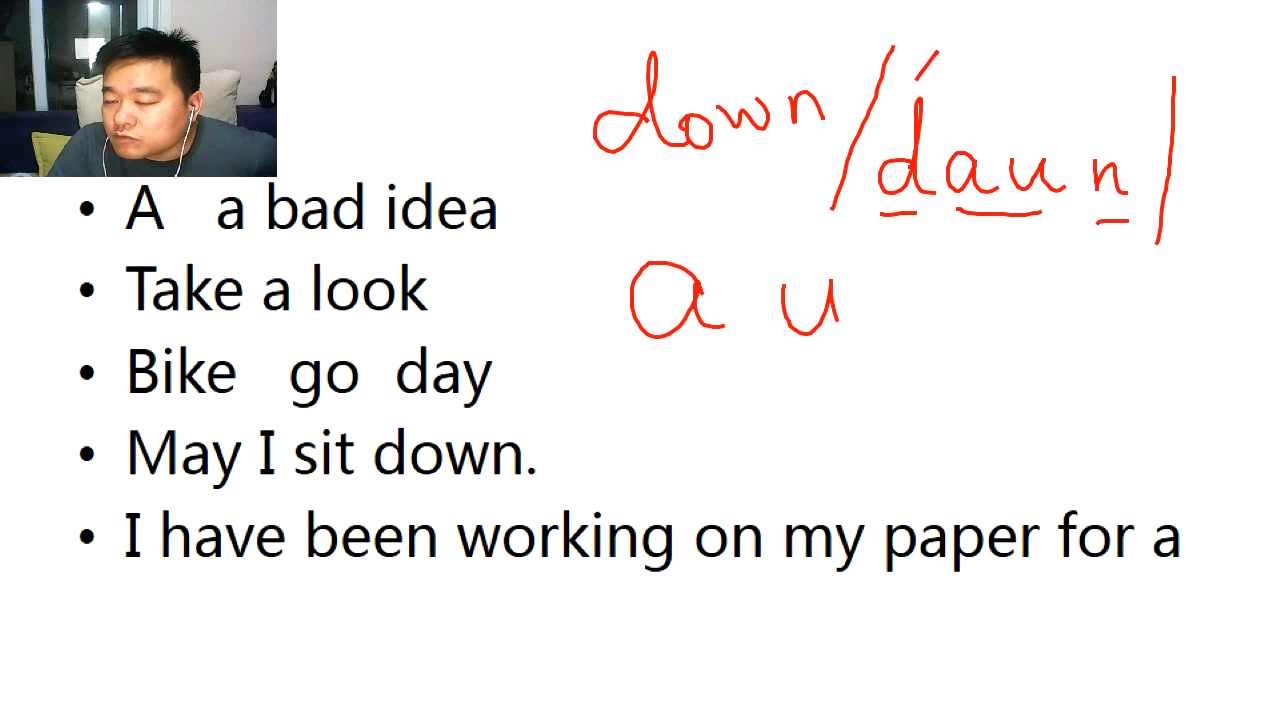 down /daun/
a u
• A a bad idea
• Take a look
• Bike go day
• May I sit down.
• I have been working on my paper for a